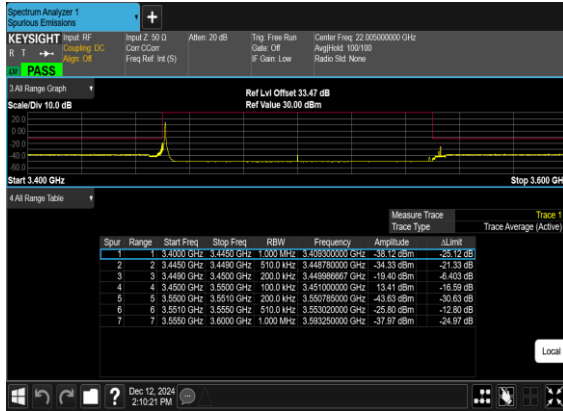 Spectrum Analyzer 1
Spurious Emissions
+
KEYSIGHT Input: RF Input Z: 50 Ω Atten: 20 dB Trig: Free Run Center Freq: 22.005000000 GHz
R T Coupling: DC Corr CCorr Gate: Off Avg|Hold: 100/100
Align: Off Freq Ref: Int (S) IF Gain: Low Radio Std: None
PASS
3 All Range Graph
Ref Lvl Offset 33.47 dB
Scale/Div 10.0 dB Ref Value 30.00 dBm
20.0
0.00
-20.0
-40.0
-60.0
Start 3.400 GHz Stop 3.600 GH
4 All Range Table
Measure Trace Trace 1
Trace Type Trace Average (Active)
Spur Range Start Freq Stop Freq RBW Frequency Amplitude ΔLimit
1 1 3.4000 GHz 3.4450 GHz 1.000 MHz 3.409300000 GHz -38.12 dBm -25.12 dB
2 2 3.4450 GHz 3.4490 GHz 510.0 kHz 3.448780000 GHz -34.33 dBm -21.33 dB
3 3 3.4490 GHz 3.4500 GHz 200.0 kHz 3.449986667 GHz -19.40 dBm -6.403 dB
4 4 3.4500 GHz 3.5500 GHz 100.0 kHz 3.451000000 GHz 13.41 dBm -16.59 dB
5 5 3.5500 GHz 3.5510 GHz 200.0 kHz 3.550785000 GHz -43.63 dBm -30.63 dB
6 6 3.5510 GHz 3.5550 GHz 510.0 kHz 3.553020000 GHz -25.80 dBm -12.80 dB
7 7 3.5550 GHz 3.6000 GHz 1.000 MHz 3.593250000 GHz -37.97 dBm -24.97 dB
Local
? Dec 12, 2024
2:10:21 PM